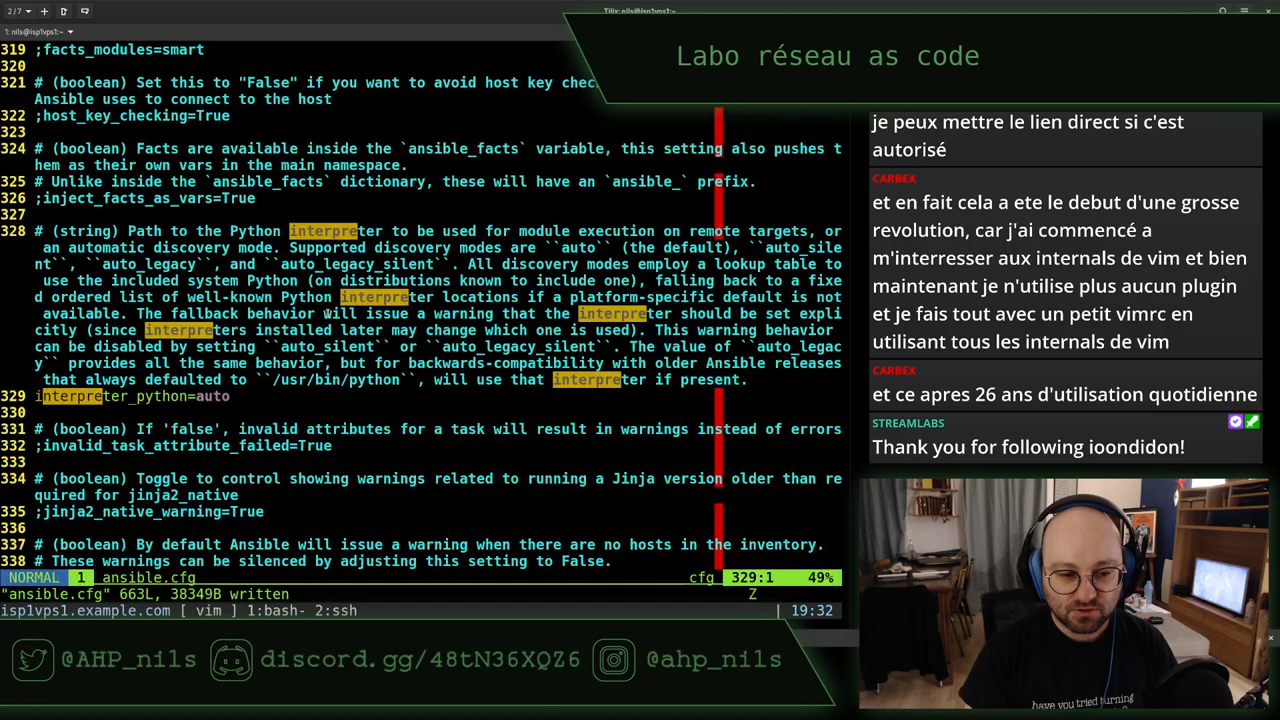 2/7
Tilix: nils@isp1vps1:~
1: nils@isp1vps1:~
319 ;facts_modules=smart
320
321 # (boolean) Set this to "False" if you want to avoid host key chec
Ansible uses to connect to the host
322 ;host_key_checking=True
323
324 # (boolean) Facts are available inside the `ansible_facts` variable, this setting also pushes t
hem as their own vars in the main namespace.
325 # Unlike inside the `ansible_facts` dictionary, these will have an `ansible_` prefix.
326 ;inject_facts_as_vars=True
327
328 # (string) Path to the Python interpreter to be used for module execution on remote targets, or
an automatic discovery mode. Supported discovery modes are ``auto`` (the default), ``auto_sile
nt``, ``auto_legacy``, and ``auto_legacy_silent``. All discovery modes employ a lookup table to
use the included system Python (on distributions known to include one), falling back to a fixe
d ordered list of well-known Python interpreter locations if a platform-specific default is not
available. The fallback behavior will issue a warning that the interpreter should be set expli
citly (since interpreters installed later may change which one is used). This warning behavior
can be disabled by setting ``auto_silent`` or ``auto_legacy_silent``. The value of ``auto_legac
y`` provides all the same behavior, but for backwards-compatibility with older Ansible releases
that always defaulted to ``/usr/bin/python``, will use that interpreter if present.
329 interpreter_python=auto
330
331 # (boolean) If 'false', invalid attributes for a task will result in warnings instead of errors
332 ;invalid_task_attribute_failed=True
333
334 # (boolean) Toggle to control showing warnings related to running a Jinja version older than re
quired for jinja2_native
335 ;jinja2_native_warning=True
336
337 # (boolean) By default Ansible will issue a warning when there are no hosts in the inventory.
338 # These warnings can be silenced by adjusting this setting to False.
NORMAL 1 ansible.cfg cfg 329:1 49%
"ansible.cfg" 663L, 38349B written Z
isp1vps1.example.com [ vim ] 1:bash- 2:ssh | 19:32
Labo réseau as code
je peux mettre le lien direct si c'est
autorisé
CARBEX
et en fait cela a ete le debut d'une grosse
revolution, car j'ai commencé a
m'interresser aux internals de vim et bien
maintenant je n'utilise plus aucun plugin
et je fais tout avec un petit vimrc en
utilisant tous les internals de vim
CARBEX
et ce apres 26 ans d'utilisation quotidienne
STREAMLABS
Thank you for following ioondidon!
have you tried turning
@AHP_nils discord.gg/48tN36XQZ6 @ahp_nils